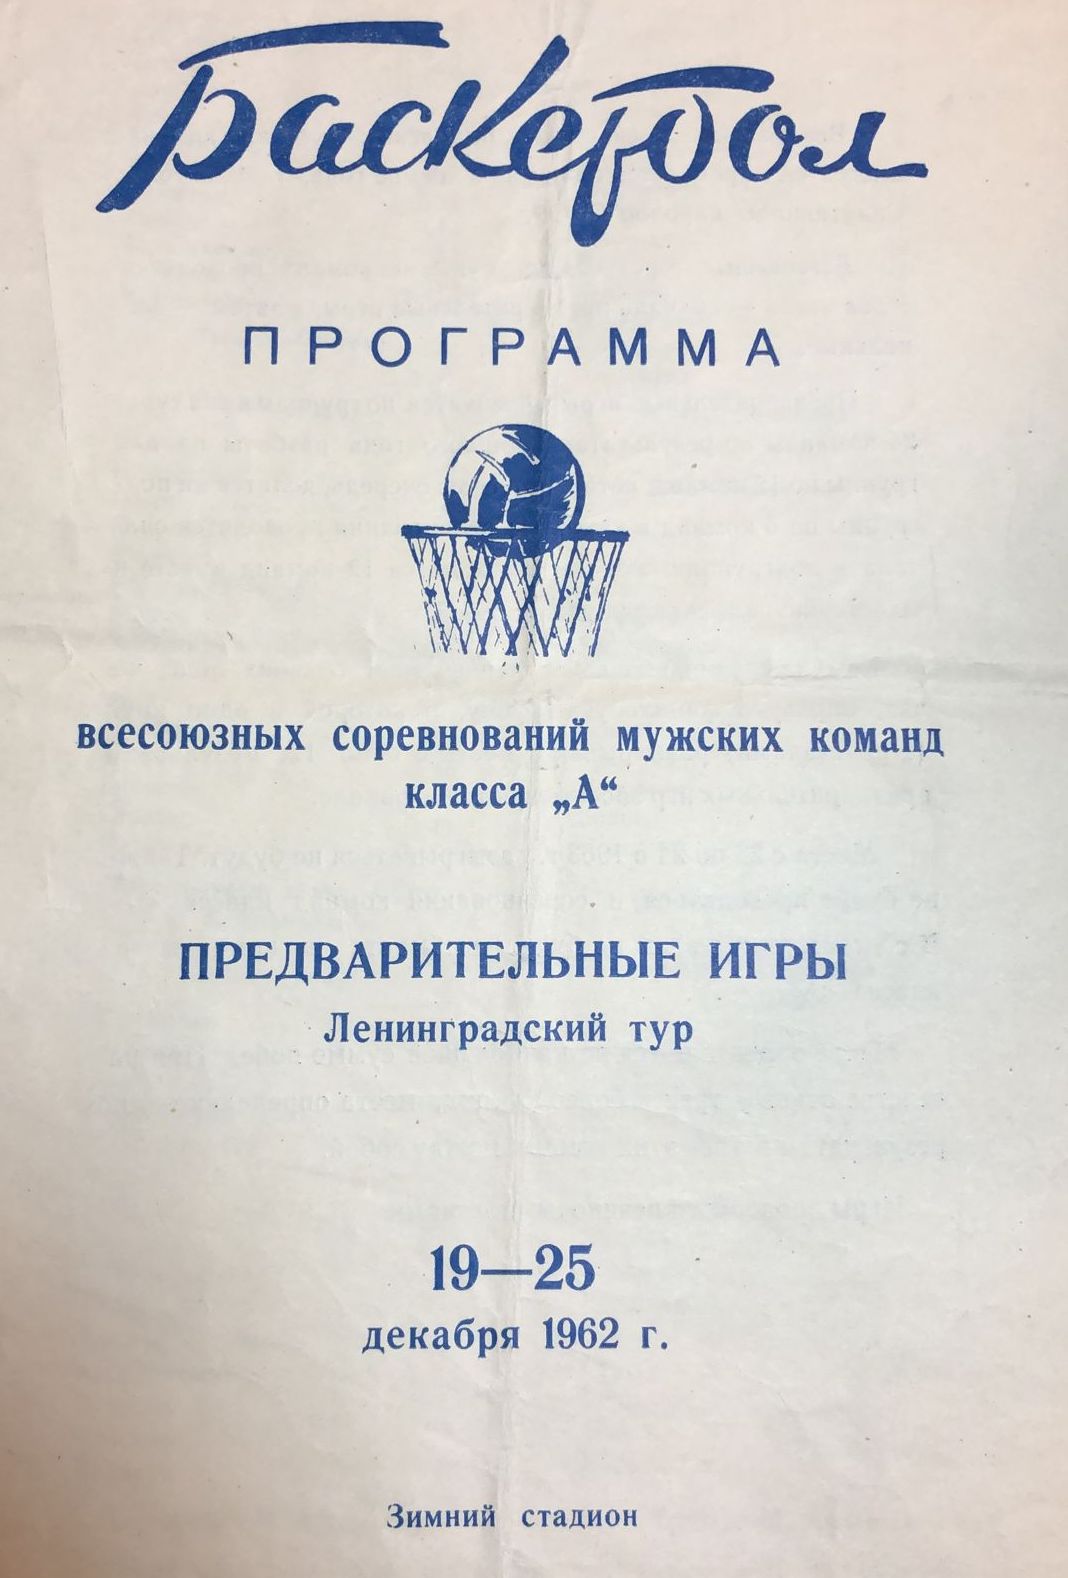 Баскетбол
ПРОГРАММА
всесоюзных соревнований мужских команд
класса „А“
ПРЕДВАРИТЕЛЬНЫЕ ИГРЫ
Ленинградский тур
19—25
декабря 1962 г.
Зимний стадион